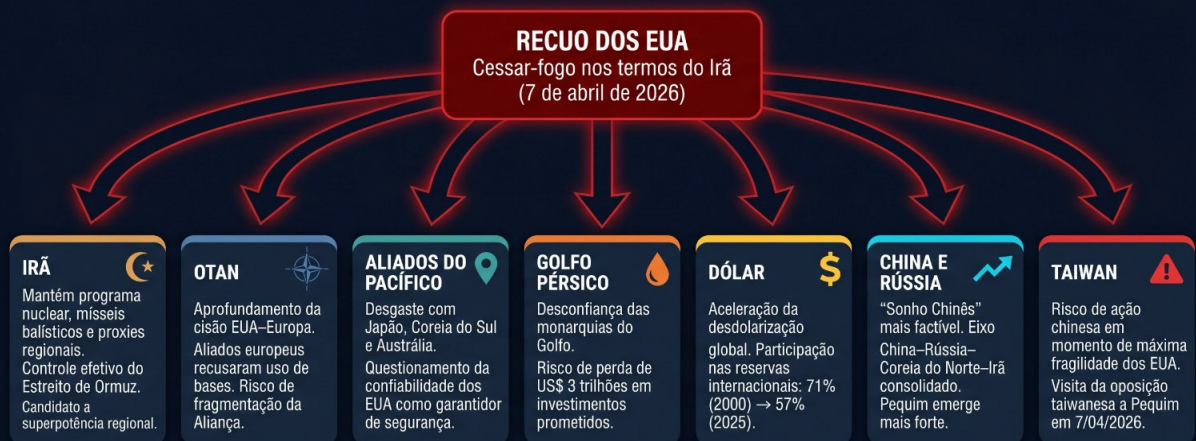 RECUO DOS EUA
Cessar-fogo nos termos do Irã
(7 de abril de 2026)
IRÃ
Mantém programa
nuclear, mísseis
balísticos e proxies
regionais.
Controle efetivo do
Estreito de Ormuz.
Candidato a
superpotência regional.
OTAN
Aprofundamento da
cisão EUA–Europa.
Aliados europeus
recusaram uso de
bases. Risco de
fragmentação da
Aliança.
ALIADOS DO
PACÍFICO
Desgaste com
Japão, Coreia do Sul
e Austrália.
Questionamento da
confiabilidade dos
EUA como garantidor
de segurança.
GOLFO
PÉRSICO
Desconfiança das
monarquias do
Golfo.
Risco de perda de
US$ 3 trilhões em
investimentos
prometidos.
DÓLAR
$
Aceleração da
desdolarização
global. Participação
nas reservas
internacionais: 71%
(2000) → 57%
(2025).
CHINA E
RÚSSIA
“Sonho Chinês”
mais factível. Eixo
China–Rússia–
Coreia do Norte–Irã
consolidado.
Pequim emerge
mais forte.
TAIWAN
Risco de ação
chinesa em
momento de máxima
fragilidade dos EUA.
Visita da oposição
taiwanesa a Pequim
em 7/04/2026.